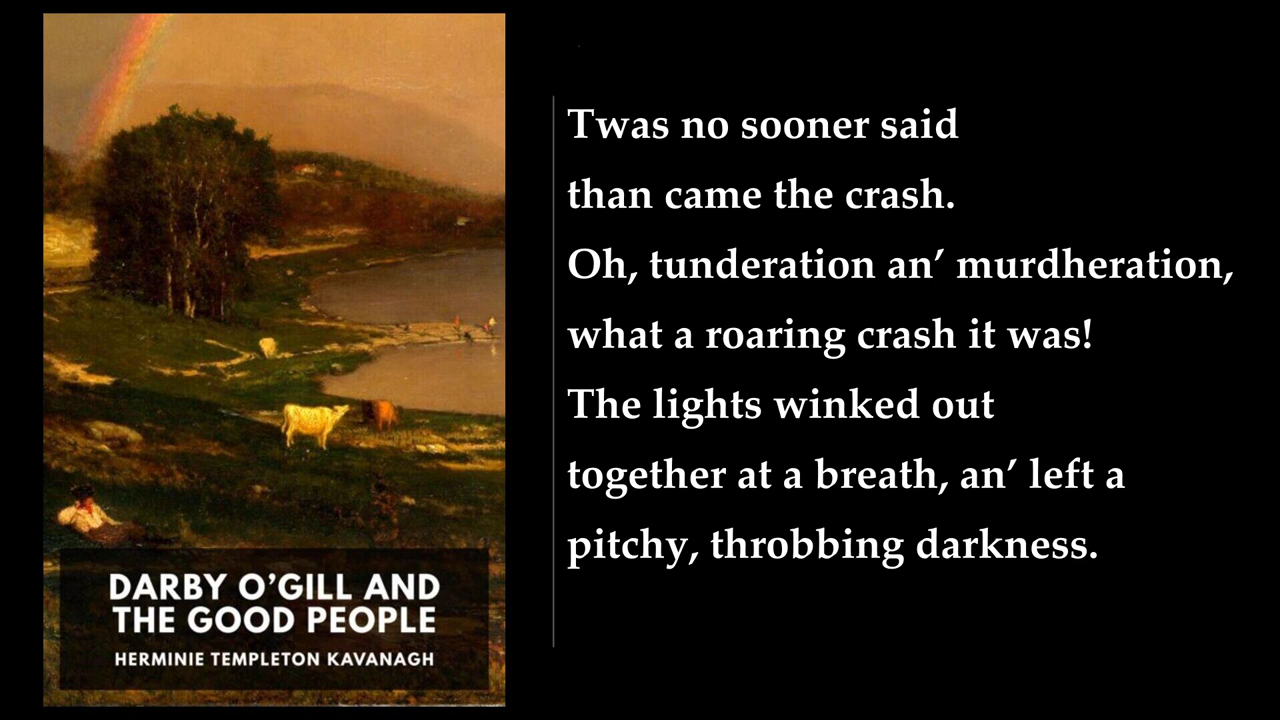 Twas no sooner said
than came the crash.
Oh, tunderation an’ murdheration,
what a roaring crash it was!
The lights winked out
together at a breath, an’ left a
pitchy, throbbing darkness.
DARBY O’GILL AND
THE GOOD PEOPLE
HERMINIE TEMPLETON KAVANAGH